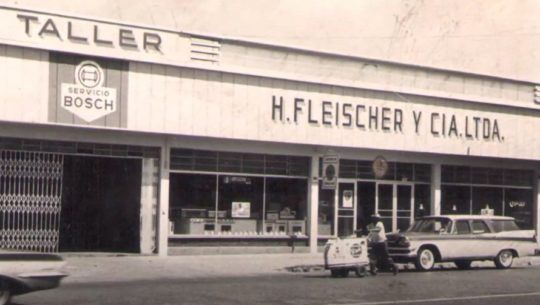 TALLER
SERVICIO
BOSCH
H. FLEISCHER Y CIA. LTDA.